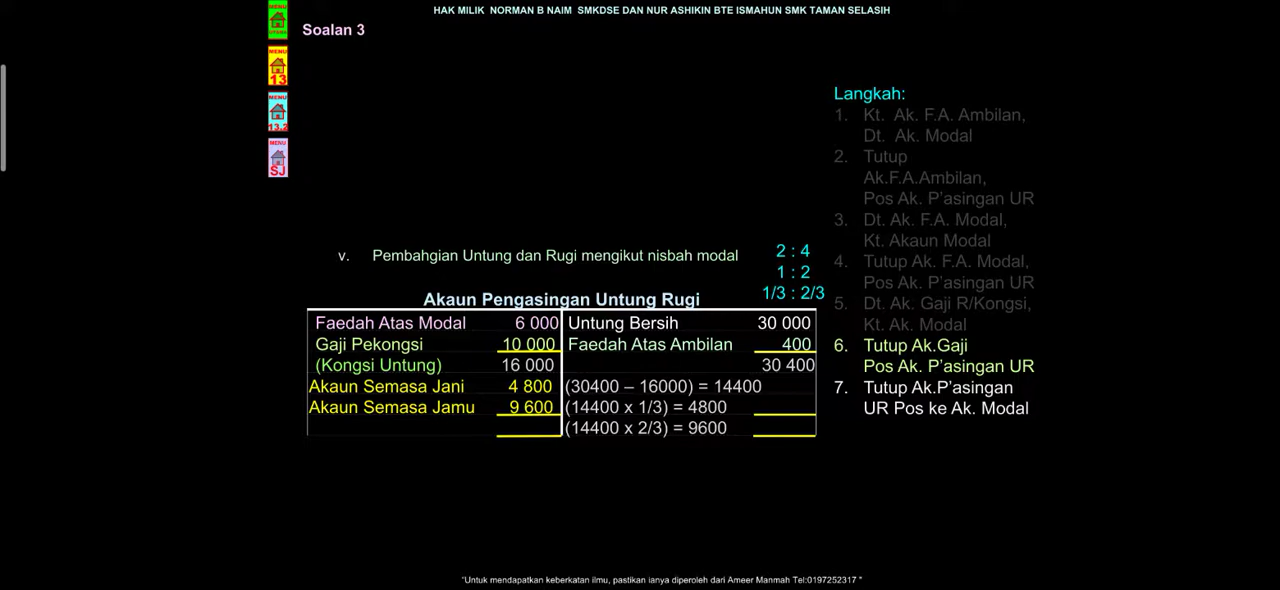 HAK MILIK NORMAN B NAIM SMKDSE DAN NUR ASHIKIN BTE ISMAHUN SMK TAMAN SELASIH
MENU
UTAMA
Soalan 3
MENU
13
MENU
13.2
MENU
SJ
Langkah:
1. Kt. Ak. F.A. Ambilan,
Dt. Ak. Modal
2. Tutup
Ak.F.A.Ambilan,
Pos Ak. P'asingan UR
3. Dt. Ak. F.A. Modal,
Kt. Akaun Modal
4. Tutup Ak. F.A. Modal,
Pos Ak. P'asingan UR
5. Dt. Ak. Gaji R/Kongsi,
Kt. Ak. Modal
6. Tutup Ak.Gaji
Pos Ak. P'asingan UR
7. Tutup Ak.P'asingan
UR Pos ke Ak. Modal
v. Pembahgian Untung dan Rugi mengikut nisbah modal
2 : 4
1 : 2
1/3 : 2/3
Akaun Pengasingan Untung Rugi
Faedah Atas Modal 6 000 Untung Bersih 30 000
Gaji Pekongsi 10 000 Faedah Atas Ambilan 400
(Kongsi Untung) 16 000 30 400
Akaun Semasa Jani 4 800 (30400 – 16000) = 14400
Akaun Semasa Jamu 9 600 (14400 x 1/3) = 4800
(14400 x 2/3) = 9600
"Untuk mendapatkan keberkatan ilmu, pastikan ianya diperoleh dari Ameer Manmah Tel:0197252317 "